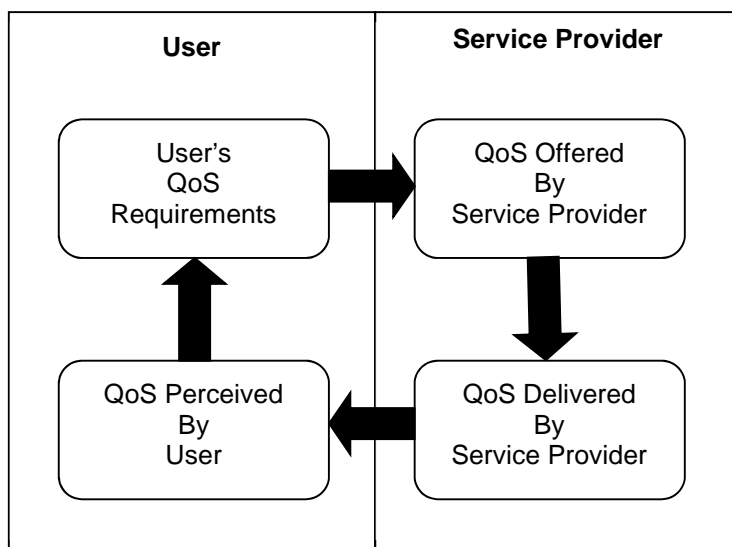 User
Service Provider
User's
QoS
Requirements
QoS Offered
By
Service Provider
QoS Perceived
By
User
QoS Delivered
By
Service Provider